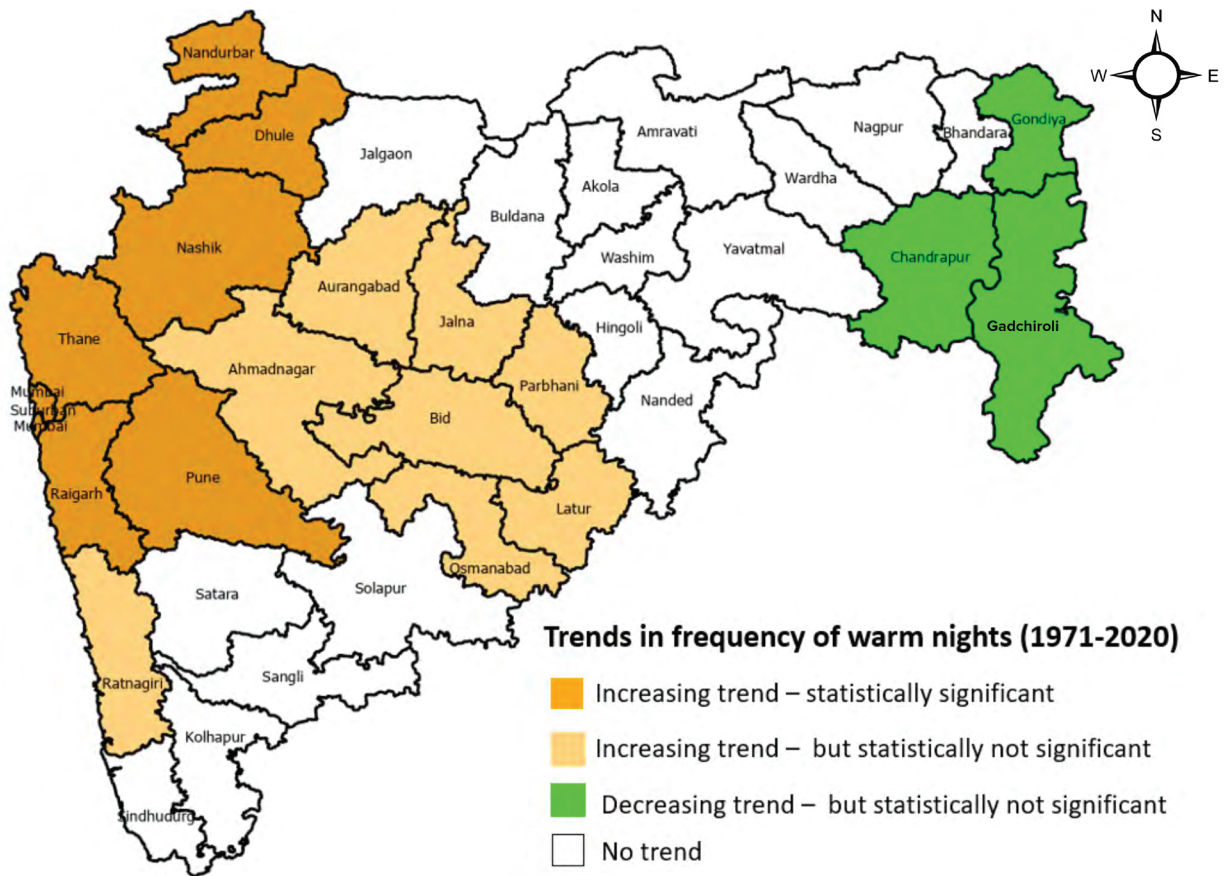 N
W E
S
Nandurbar
Dhule
Jalgaon
Amravati
Nagpur
Bhandara
Gondiya
Akola
Wardha
Buldana
Nashik
Washim
Yavatmal
Chandrapur
Aurangabad
Jalna
Hingoli
Gadchiroli
Thane
Ahmadnagar
Parbhani
Mumbai
Suburban
Mumbai
Bid
Nanded
Pune
Raigarh
Latur
Osmanabad
Satara
Solapur
Sangli
Ratnagiri
Kolhapur
Sindhudurg
Trends in frequency of warm nights (1971-2020)
Increasing trend – statistically significant
Increasing trend – but statistically not significant
Decreasing trend – but statistically not significant
No trend